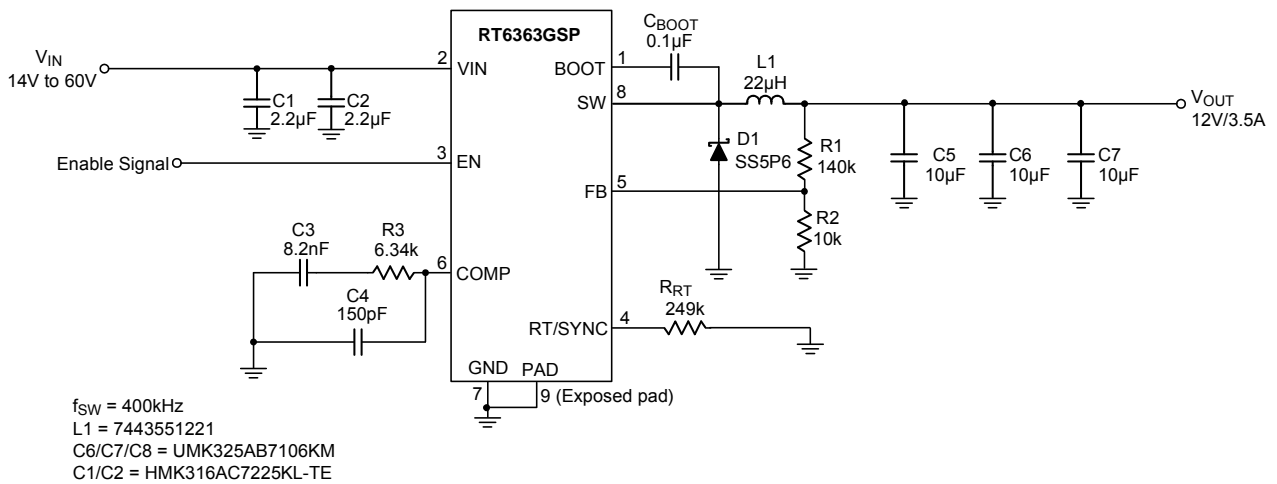 RT6363GSP
VIN
14V to 60V
C1
2.2µF
C2
2.2µF
2
VIN
Enable Signal
3
EN
C3
8.2nF
R3
6.34k
C4
150pF
6
COMP
BOOT
1
CBOOT
0.1µF
SW
8
L1
22µH
D1
SS5P6
R1
140k
FB
5
R2
10k
C5
10µF
C6
10µF
C7
10µF
VOUT
12V/3.5A
RT/SYNC
4
RRT
249k
GND
PAD
7
9 (Exposed pad)
fSW = 400kHz
L1 = 7443551221
C6/C7/C8 = UMK325AB7106KM
C1/C2 = HMK316AC7225KL-TE